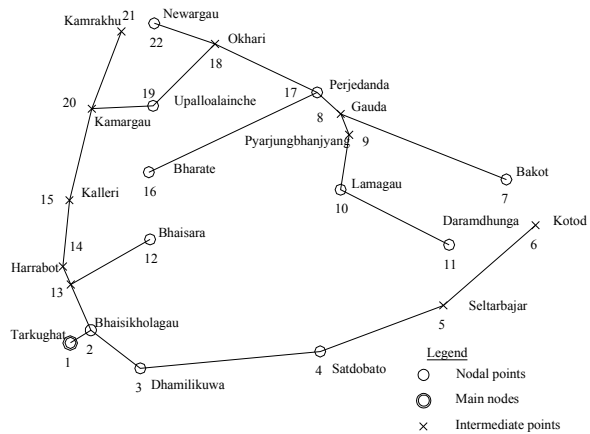 Kamrakhu 21
Newargau
22
Okhari
18
19
Upalloalainche
20
Kamargau
17
Perjedanda
8
Gauda
Pyarjungbhanjyang
9
Bharate
16
Bakot
7
15
Kalleri
Lamagau
10
Daramdhunga
11
Kotod
6
Bhaisara
12
14
Harrabot
13
Seltarbajar
5
Bhaisikholagau
Tarkughat
1
2
Satdobato
4
Dhamilikuwa
3
Legend
Nodal points
Main nodes
Intermediate points